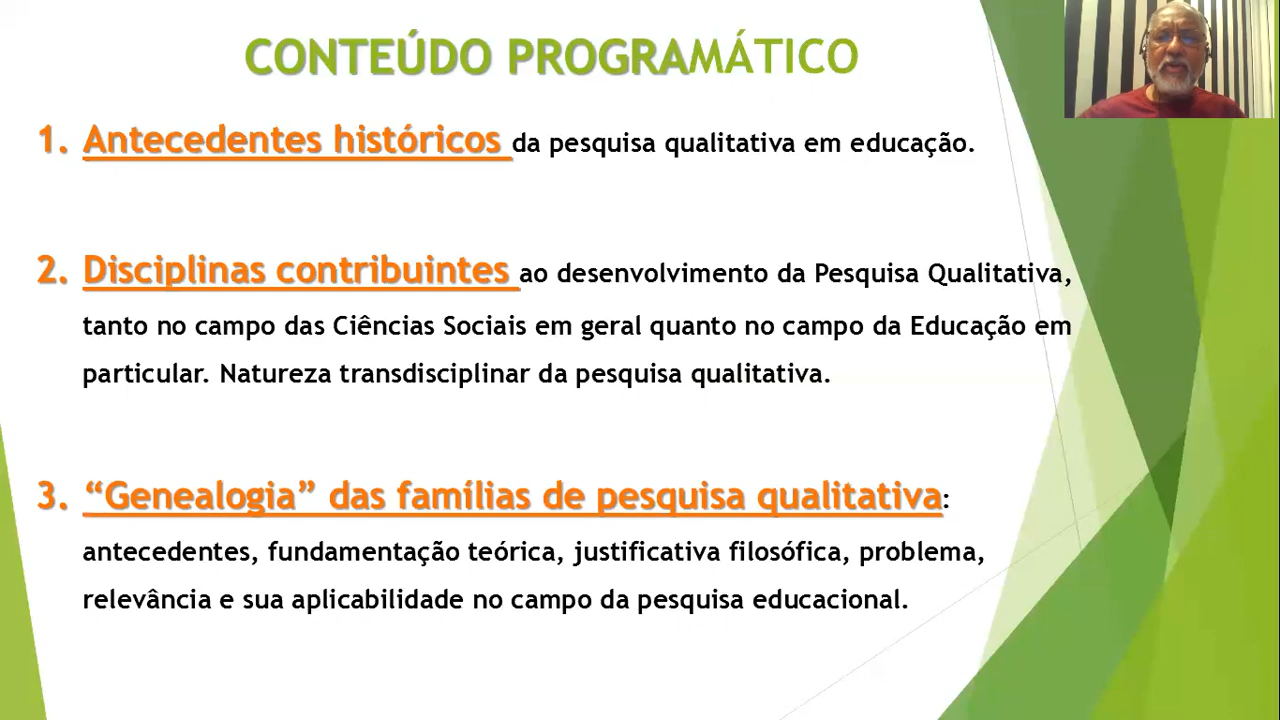 CONTEÚDO PROGRAMÁTICO
1. Antecedentes históricos da pesquisa qualitativa em educação.
2. Disciplinas contribuintes ao desenvolvimento da Pesquisa Qualitativa,
tanto no campo das Ciências Sociais em geral quanto no campo da Educação em
particular. Natureza transdisciplinar da pesquisa qualitativa.
3. “Genealogia” das famílias de pesquisa qualitativa:
antecedentes, fundamentação teórica, justificativa filosófica, problema,
relevância e sua aplicabilidade no campo da pesquisa educacional.